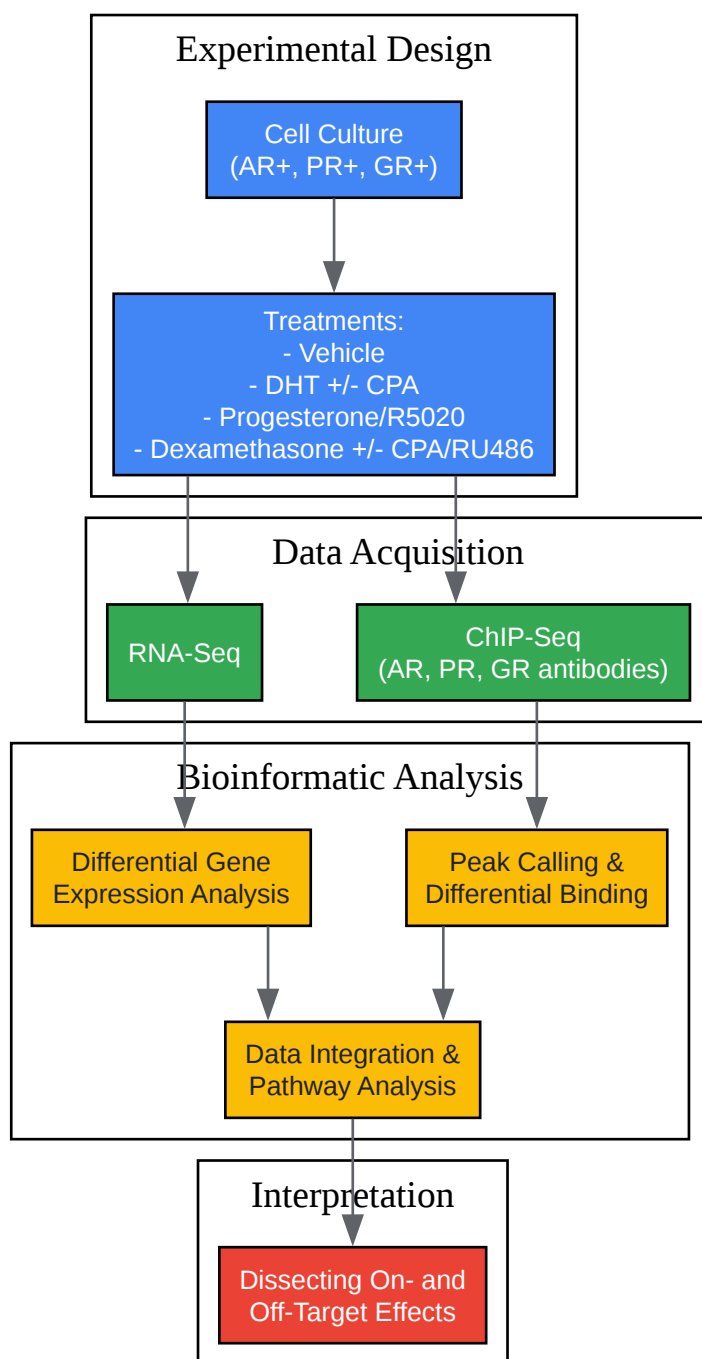 Experimental Design
Cell Culture
(AR+, PR+, GR+)
Treatments:
- Vehicle
- DHT +/- CPA
- Progesterone/R5020
- Dexamethasone +/- CPA/RU486
Data Acquisition
RNA-Seq
ChIP-Seq
(AR, PR, GR antibodies)
Bioinformatic Analysis
Differential Gene
Expression Analysis
Peak Calling &
Differential Binding
Data Integration &
Pathway Analysis
Interpretation
Dissecting On- and
Off-Target Effects